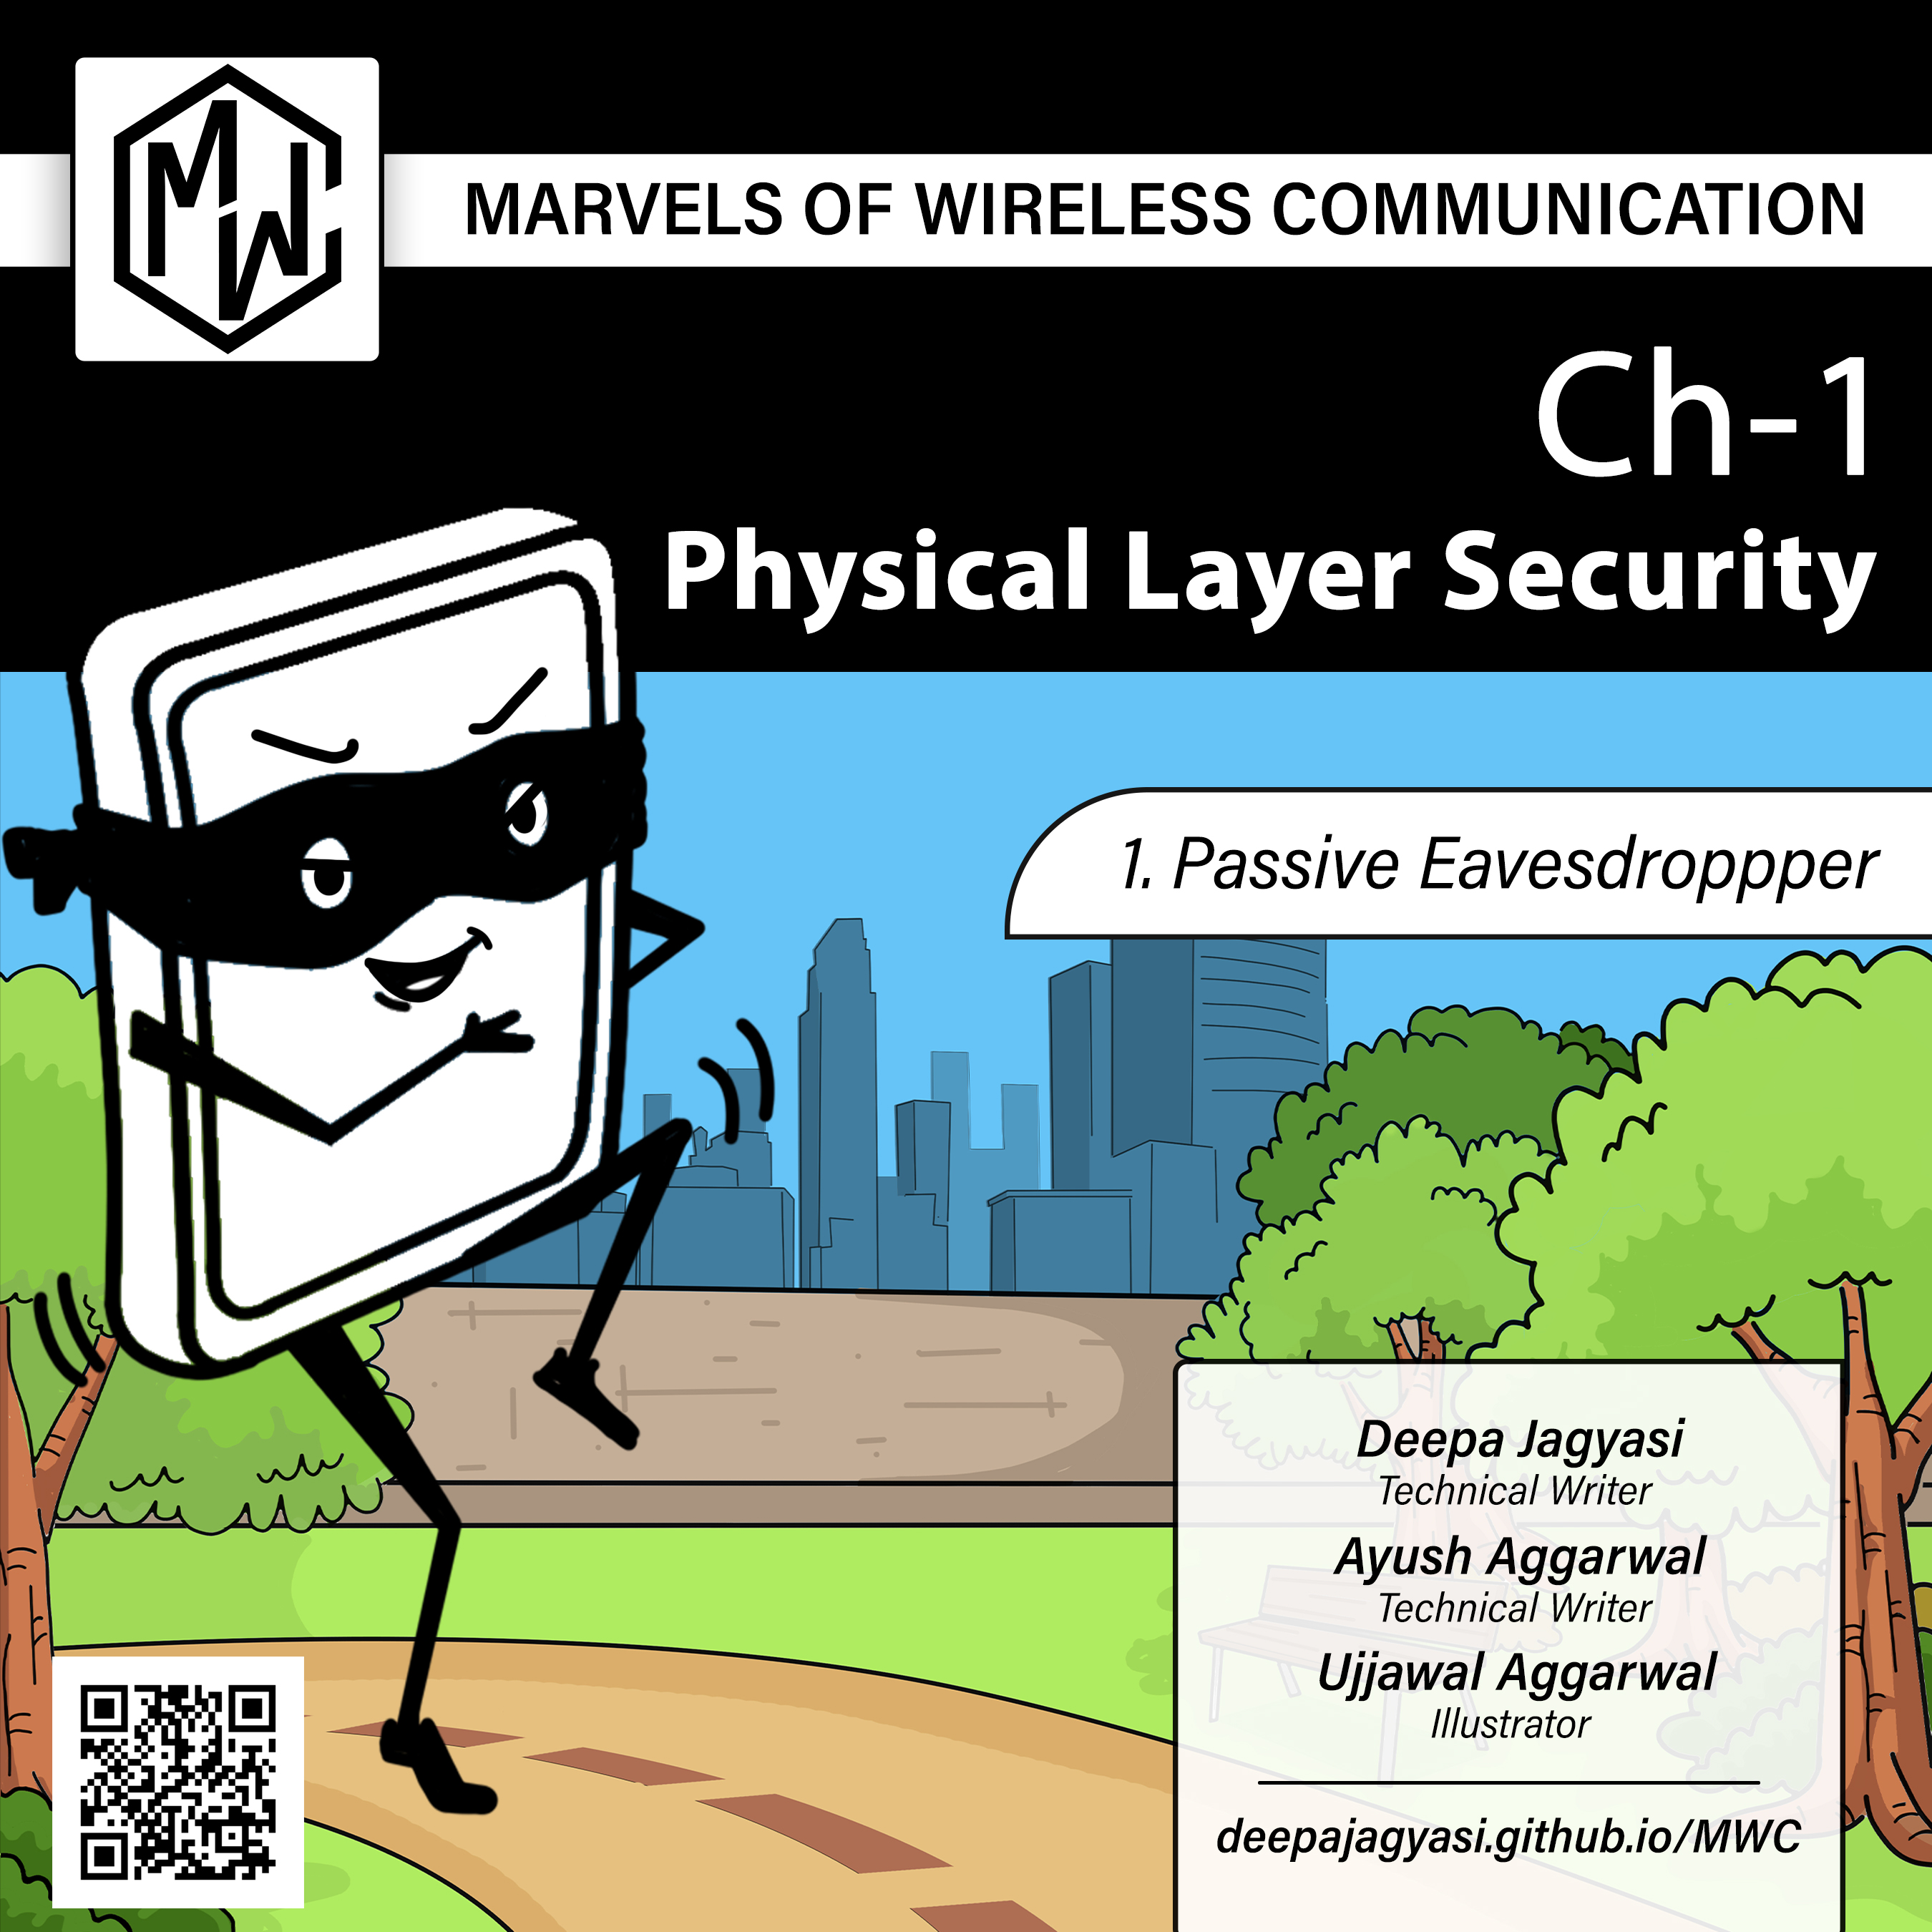 MWC
MARVELS OF WIRELESS COMMUNICATION
Ch-1
Physical Layer Security
1. Passive Eavesdroppper
Deepa Jagyasi
Technical Writer
Ayush Aggarwal
Technical Writer
Ujjawal Aggarwal
Illustrator
deepajagyasi.github.io/MWC